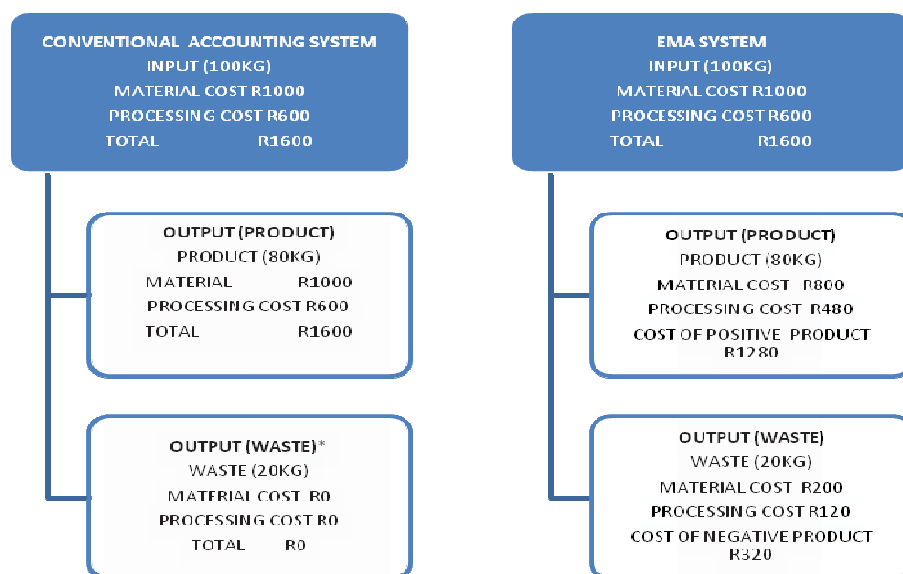 CONVENTIONAL ACCOUNTING SYSTEM
INPUT (100KG)
MATERIAL COST R1000
PROCESSING COST R600
TOTAL R1600
OUTPUT (PRODUCT)
PRODUCT (80KG)
MATERIAL R1000
PROCESSING COST R600
TOTAL R1600
OUTPUT (WASTE)*
WASTE (20KG)
MATERIAL COST R0
PROCESSING COST R0
TOTAL R0
EMA SYSTEM
INPUT (100KG)
MATERIAL COST R1000
PROCESSING COST R600
TOTAL R1600
OUTPUT (PRODUCT)
PRODUCT (80KG)
MATERIAL COST R800
PROCESSING COST R480
COST OF POSITIVE PRODUCT
R1280
OUTPUT (WASTE)
WASTE (20KG)
MATERIAL COST R200
PROCESSING COST R120
COST OF NEGATIVE PRODUCT
R320